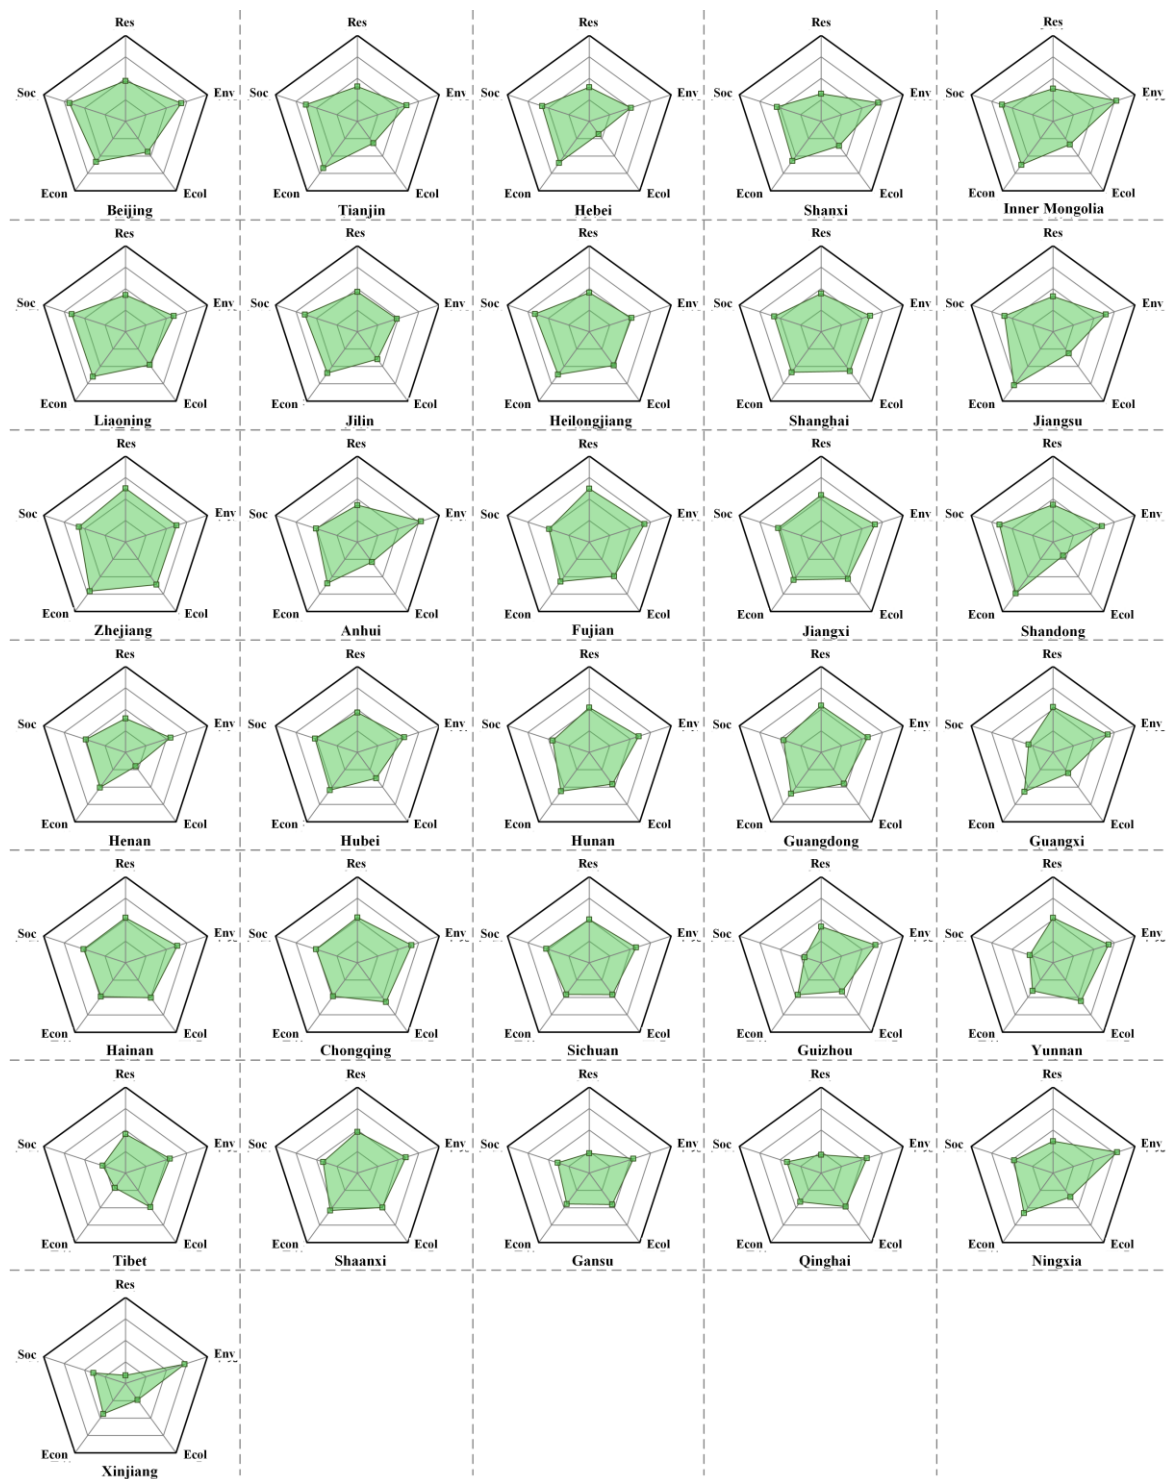 Res Res Res Res Res
Soc Env Soc Env Soc Env Soc Env Soc Env
Econ Ecol Econ Ecol Econ Ecol Econ Ecol Econ Ecol
Beijing Tianjin Hebei Shanxi Inner Mongolia
Res Res Res Res Res
Soc Env Soc Env Soc Env Soc Env Soc Env
Econ Ecol Econ Ecol Econ Ecol Econ Ecol Econ Ecol
Liaoning Jilin Heilongjiang Shanghai Jiangsu
Res Res Res Res Res
Soc Env Soc Env Soc Env Soc Env Soc Env
Econ Ecol Econ Ecol Econ Ecol Econ Ecol Econ Ecol
Zhejiang Anhui Fujian Jiangxi Shandong
Res Res Res Res Res
Soc Env Soc Env Soc Env Soc Env Soc Env
Econ Ecol Econ Ecol Econ Ecol Econ Ecol Econ Ecol
Henan Hubei Hunan Guangdong Guangxi
Res Res Res Res Res
Soc Env Soc Env Soc Env Soc Env Soc Env
Econ Ecol Econ Ecol Econ Ecol Econ Ecol Econ Ecol
Hainan Chongqing Sichuan Guizhou Yunnan
Res Res Res Res Res
Soc Env Soc Env Soc Env Soc Env Soc Env
Econ Ecol Econ Ecol Econ Ecol Econ Ecol Econ Ecol
Tibet Shaanxi Gansu Qinghai Ningxia
Res
Soc Env
Econ Ecol
Xinjiang